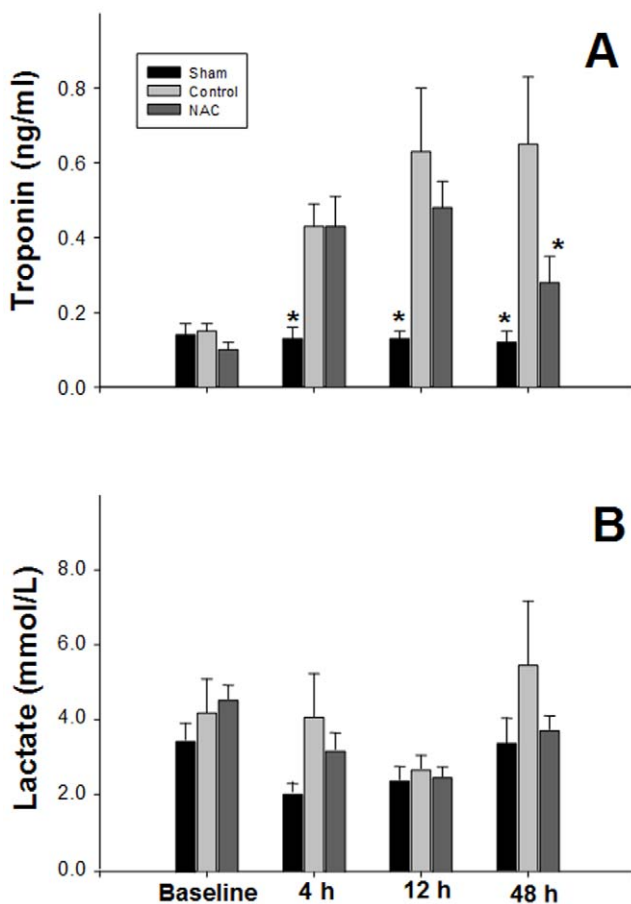 A
Sham
Control
NAC
Troponin (ng/ml)
0.8
0.6
0.4
0.2
0.0
*
*
*
*
B
Lactate (mmol/L)
8.0
6.0
4.0
2.0
0.0
Baseline 4 h 12 h 48 h